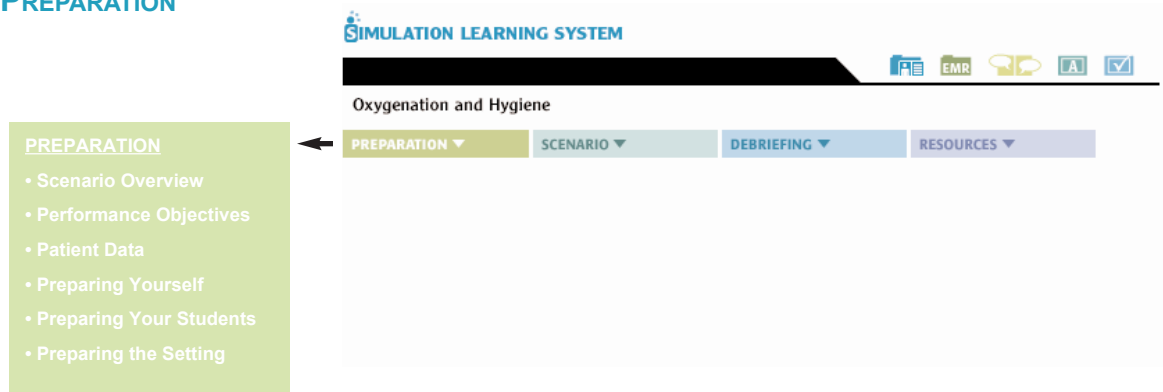 PREPARATION
SIMULATION LEARNING SYSTEM
EMR
A
Oxygenation and Hygiene
PREPARATION ▼ SCENARIO ▼ DEBRIEFING ▼ RESOURCES ▼
PREPARATION
• Scenario Overview
• Performance Objectives
• Patient Data
• Preparing Yourself
• Preparing Your Students
• Preparing the Setting